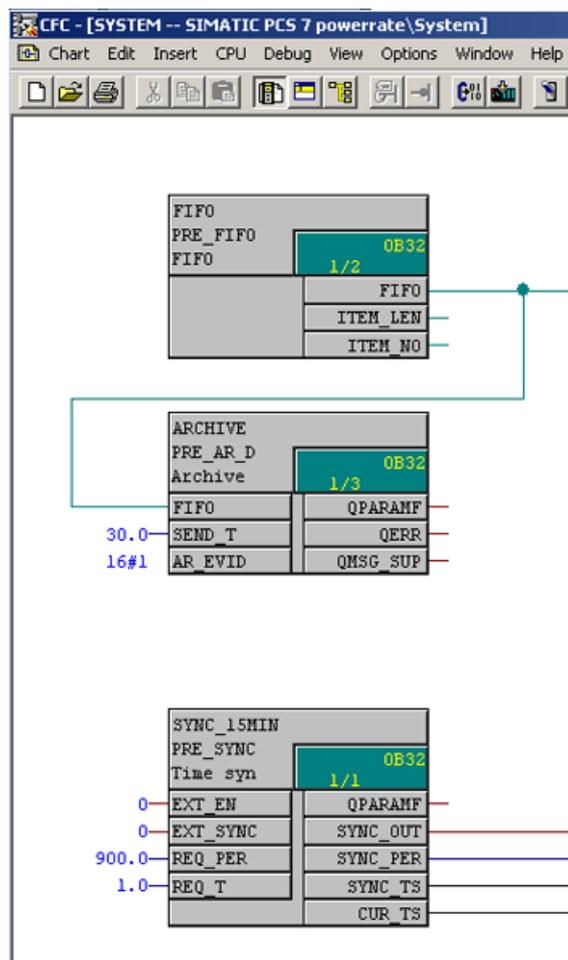 CFC - [SYSTEM -- SIMATIC PCS 7 powerrate\System]
Chart Edit Insert CPU Debug View Options Window Help
FIFO
PRE_FIFO
FIFO
OB32
1/2
FIFO
ITEM_LEN
ITEM_NO
ARCHIVE
PRE_AR_D
Archive
OB32
1/3
FIFO QPARAMF
30.0 SEND_T QERR
16#1 AR_EVID QMSG_SUP
SYNC_15MIN
PRE_SYNC
Time syn
OB32
1/1
0 EXT_EN QPARAMF
0 EXT_SYNC SYNC_OUT
900.0 REQ_PER SYNC_PER
1.0 REQ_T SYNC_TS
CUR_TS